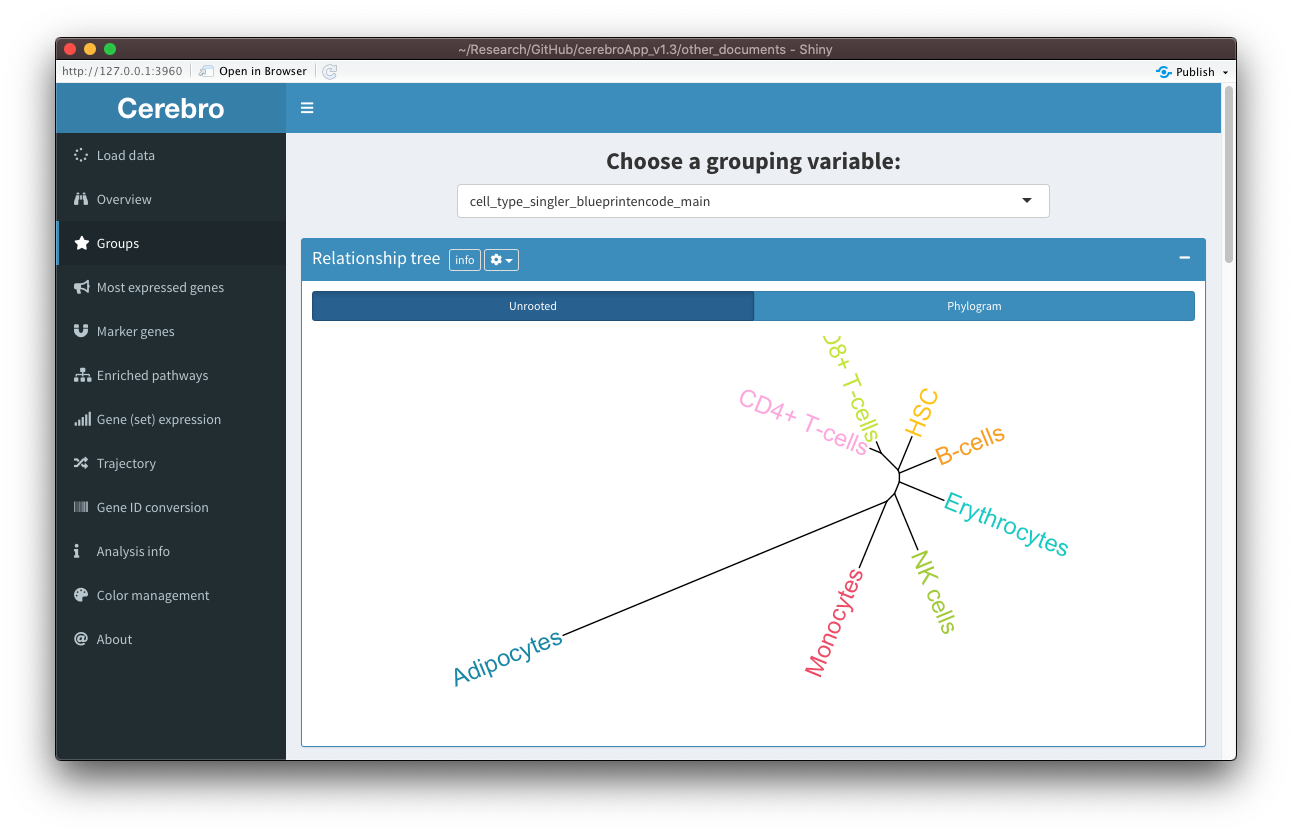 ~/Research/GitHub/cerebroApp_v1.3/other_documents - Shiny
http://127.0.0.1:3960 Open in Browser Publish
Cerebro
Load data
Overview
Groups
Most expressed genes
Marker genes
Enriched pathways
Gene (set) expression
Trajectory
Gene ID conversion
Analysis info
Color management
About
Choose a grouping variable:
cell_type_singler_blueprintencode_main
Relationship tree info
Unrooted Phylogram
8+ T-cells
CD4+ T-cells
HSC
B-cells
Erythrocytes
NK cells
Monocytes
Adipocytes